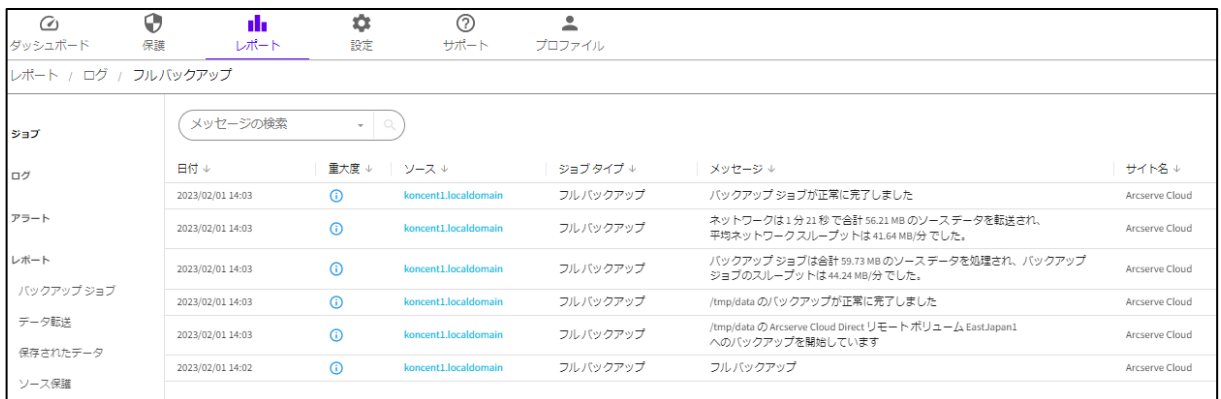 ダッシュボード 保護 レポート 設定 サポート プロファイル
レポート / ログ / フル バックアップ
メッセージの検索
ジョブ
ログ
アラート
レポート
バックアップ ジョブ
データ転送
保存されたデータ
ソース保護
日付 ↓ 重大度 ↓ ソース ↓ ジョブ タイプ ↓ メッセージ ↓ サイト名 ↓
2023/02/01 14:03 koncent1.localdomain フル バックアップ バックアップ ジョブが正常に完了しました Arcserve Cloud
2023/02/01 14:03 koncent1.localdomain フル バックアップ ネットワークは 1 分 21 秒 で合計 56.21 MB のソース データを転送され、
平均ネットワーク スループットは 41.64 MB/分 でした。 Arcserve Cloud
2023/02/01 14:03 koncent1.localdomain フル バックアップ バックアップ ジョブは合計 59.73 MB のソース データを処理され、バックアップ
ジョブのスループットは 44.24 MB/分 でした。 Arcserve Cloud
2023/02/01 14:03 koncent1.localdomain フル バックアップ /tmp/data のバックアップが正常に完了しました Arcserve Cloud
2023/02/01 14:03 koncent1.localdomain フル バックアップ /tmp/data の Arcserve Cloud Direct リモート ボリューム EastJapan1
へのバックアップを開始しています Arcserve Cloud
2023/02/01 14:02 koncent1.localdomain フル バックアップ フル バックアップ Arcserve Cloud